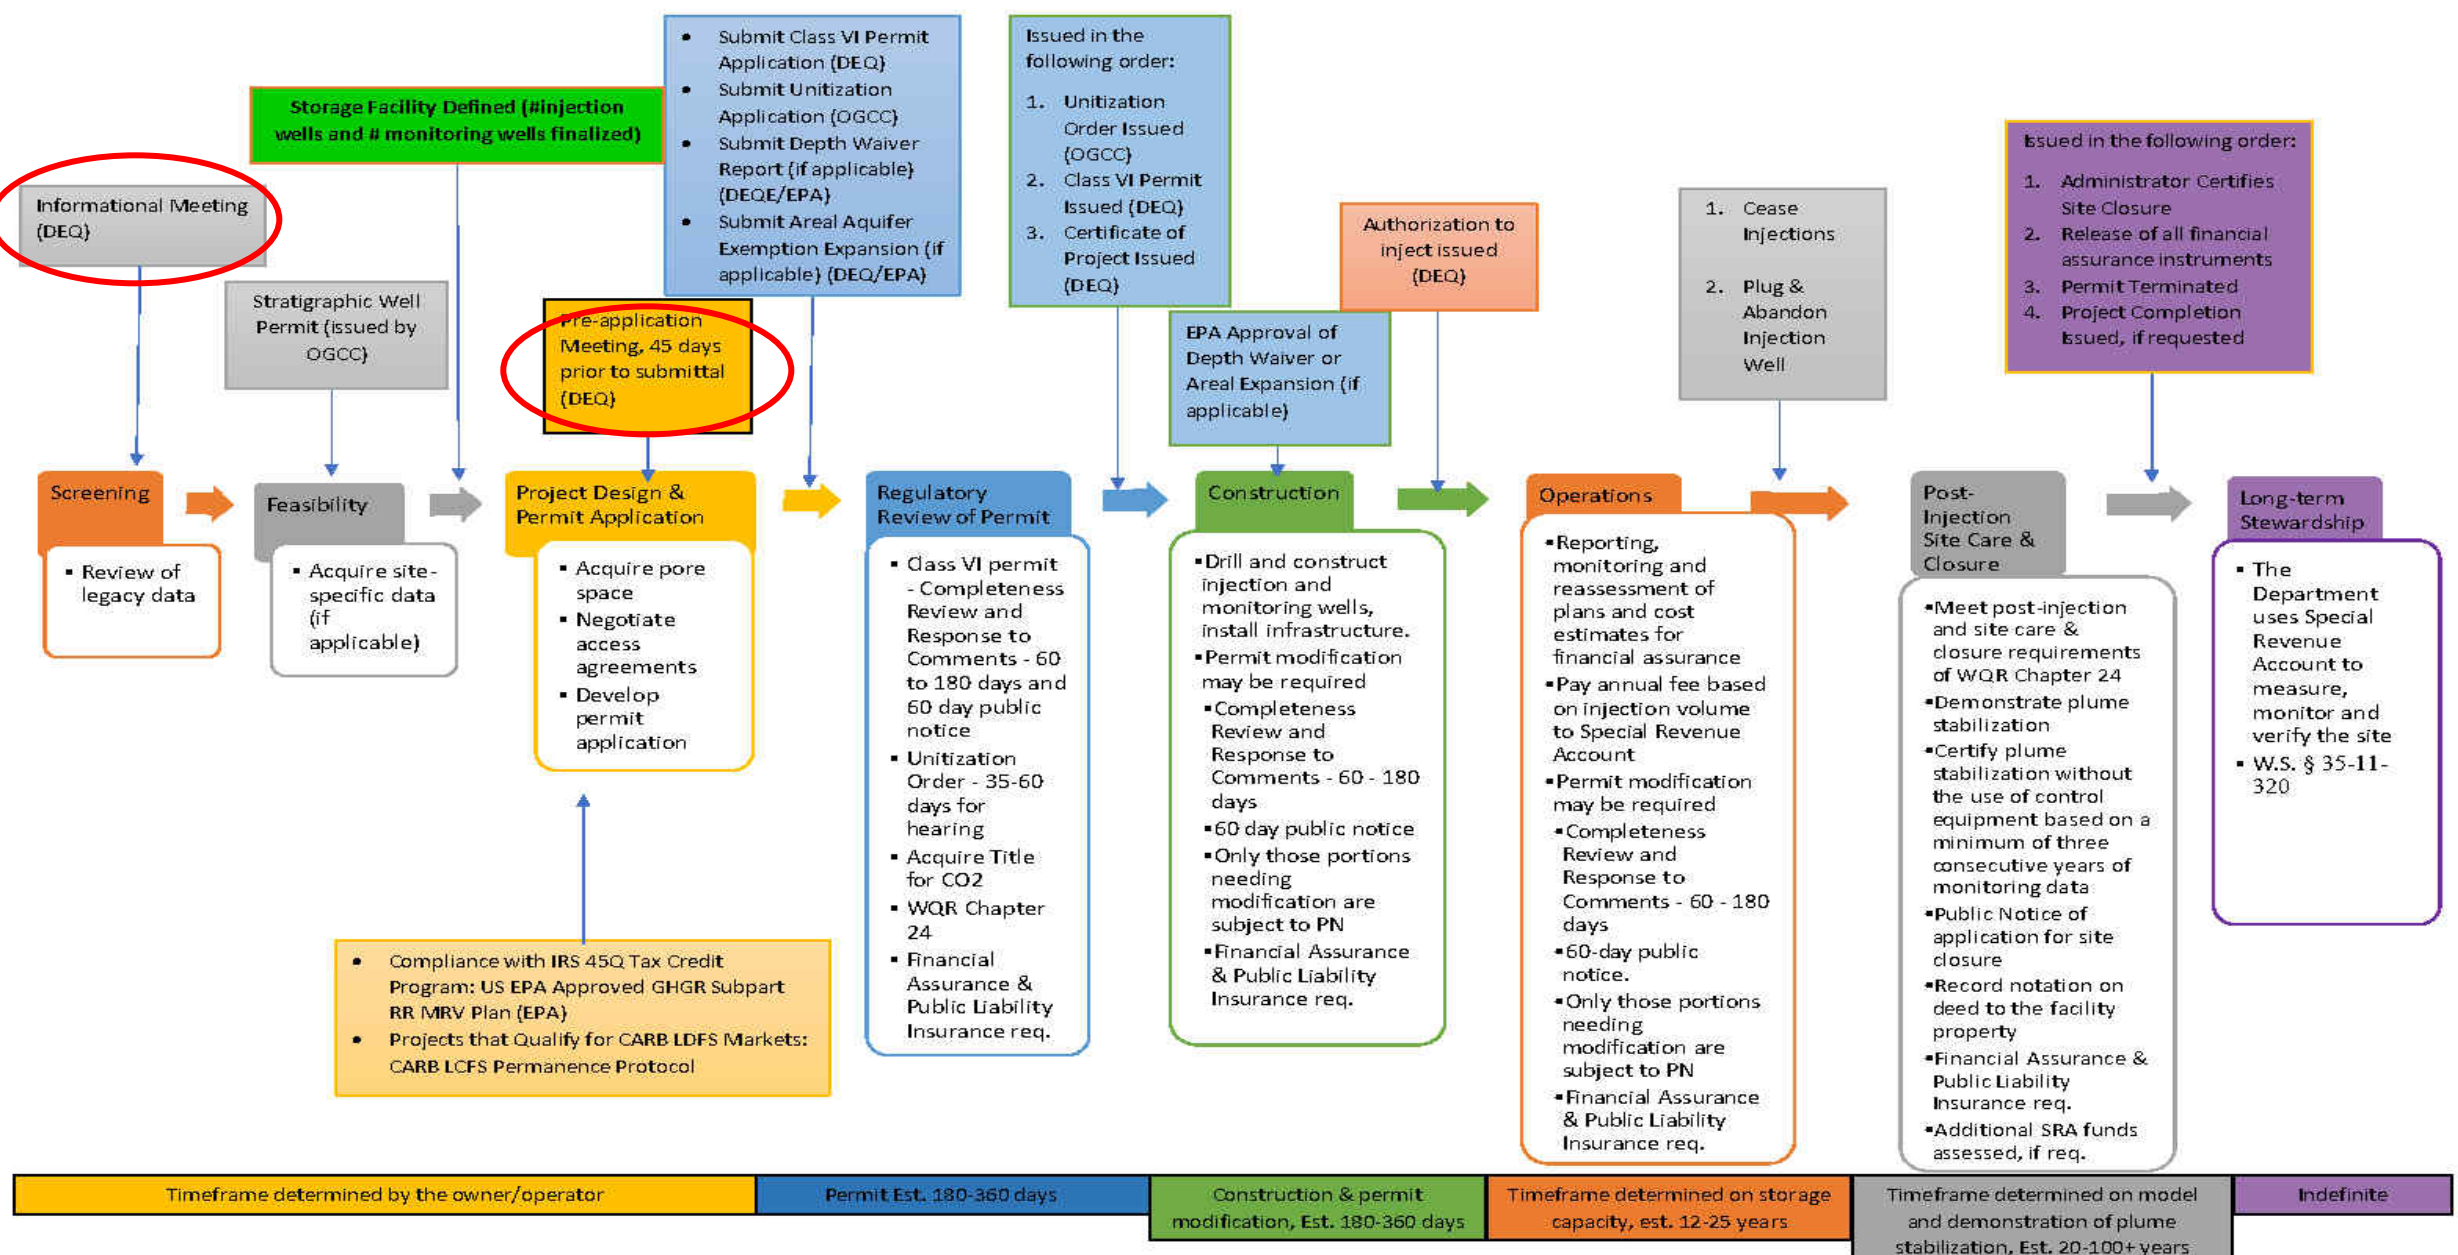 • Submit Class VI Permit
Application (DEQ)
• Submit Unitization
Application (OGCC)
• Submit Depth Waiver
Report (if applicable)
(DEQE/EPA)
• Submit Areal Aquifer
Exemption Expansion (if
applicable) (DEQ/EPA)
Issued in the
following order:
1. Unitization
Order Issued
(OGCC)
2. Class VI Permit
Issued (DEQ)
3. Certificate of
Project Issued
(DEQ)
Storage Facility Defined (#injection
wells and # monitoring wells finalized)
Issued in the following order:
1. Administrator Certifies
Site Closure
2. Release of all financial
assurance instruments
3. Permit Terminated
4. Project Completion
Issued, if requested
Informational Meeting
(DEQ)
1. Cease
Injections
2. Plug &
Abandon
Injection
Well
Authorization to
inject issued
(DEQ)
Stratigraphic Well
Permit (issued by
OGCC)
Pre-application
Meeting, 45 days
prior to submittal
(DEQ)
EPA Approval of
Depth Waiver or
Areal Expansion (if
applicable)
Screening
▪ Review of
legacy data
Feasibility
▪ Acquire site-
specific data
(if
applicable)
Project Design &
Permit Application
▪ Acquire pore
space
▪ Negotiate
access
agreements
▪ Develop
permit
application
Regulatory
Review of Permit
▪ Class VI permit
- Completeness
Review and
Response to
Comments - 60
to 180 days and
60 day public
notice
▪ Unitization
Order - 35-60
days for
hearing
▪ Acquire Title
for CO2
▪ WQR Chapter
24
▪ Financial
Assurance &
Public Liability
Insurance req.
Construction
▪Drill and construct
injection and
monitoring wells,
install infrastructure.
▪Permit modification
may be required
▪Completeness
Review and
Response to
Comments - 60 - 180
days
▪60 day public notice
▪Only those portions
needing
modification are
subject to PN
▪Financial Assurance
& Public Liability
Insurance req.
Operations
▪Reporting,
monitoring and
reassessment of
plans and cost
estimates for
financial assurance
▪Pay annual fee based
on injection volume
to Special Revenue
Account
▪Permit modification
may be required
▪Completeness
Review and
Response to
Comments - 60 - 180
days
▪60-day public
notice.
▪Only those portions
needing
modification are
subject to PN
▪Financial Assurance
& Public Liability
Insurance req.
Post-
Injection
Site Care &
Closure
▪Meet post-injection
and site care &
closure requirements
of WQR Chapter 24
▪Demonstrate plume
stabilization
▪Certify plume
stabilization without
the use of control
equipment based on a
minimum of three
consecutive years of
monitoring data
▪Public Notice of
application for site
closure
▪Record notation on
deed to the facility
property
▪Financial Assurance &
Public Liability
Insurance req.
▪Additional SRA funds
assessed, if req.
Long-term
Stewardship
▪ The
Department
uses Special
Revenue
Account to
measure,
monitor and
verify the site
▪ W.S. § 35-11-
320
• Compliance with IRS 45Q Tax Credit
Program: US EPA Approved GHGR Subpart
RR MRV Plan (EPA)
• Projects that Qualify for CARB LDFS Markets:
CARB LCFS Permanence Protocol
Timeframe determined by the owner/operator
Permit Est. 180-360 days
Construction & permit
modification, Est. 180-360 days
Timeframe determined on storage
capacity, est. 12-25 years
Timeframe determined on model
and demonstration of plume
stabilization, Est. 20-100+ years
Indefinite